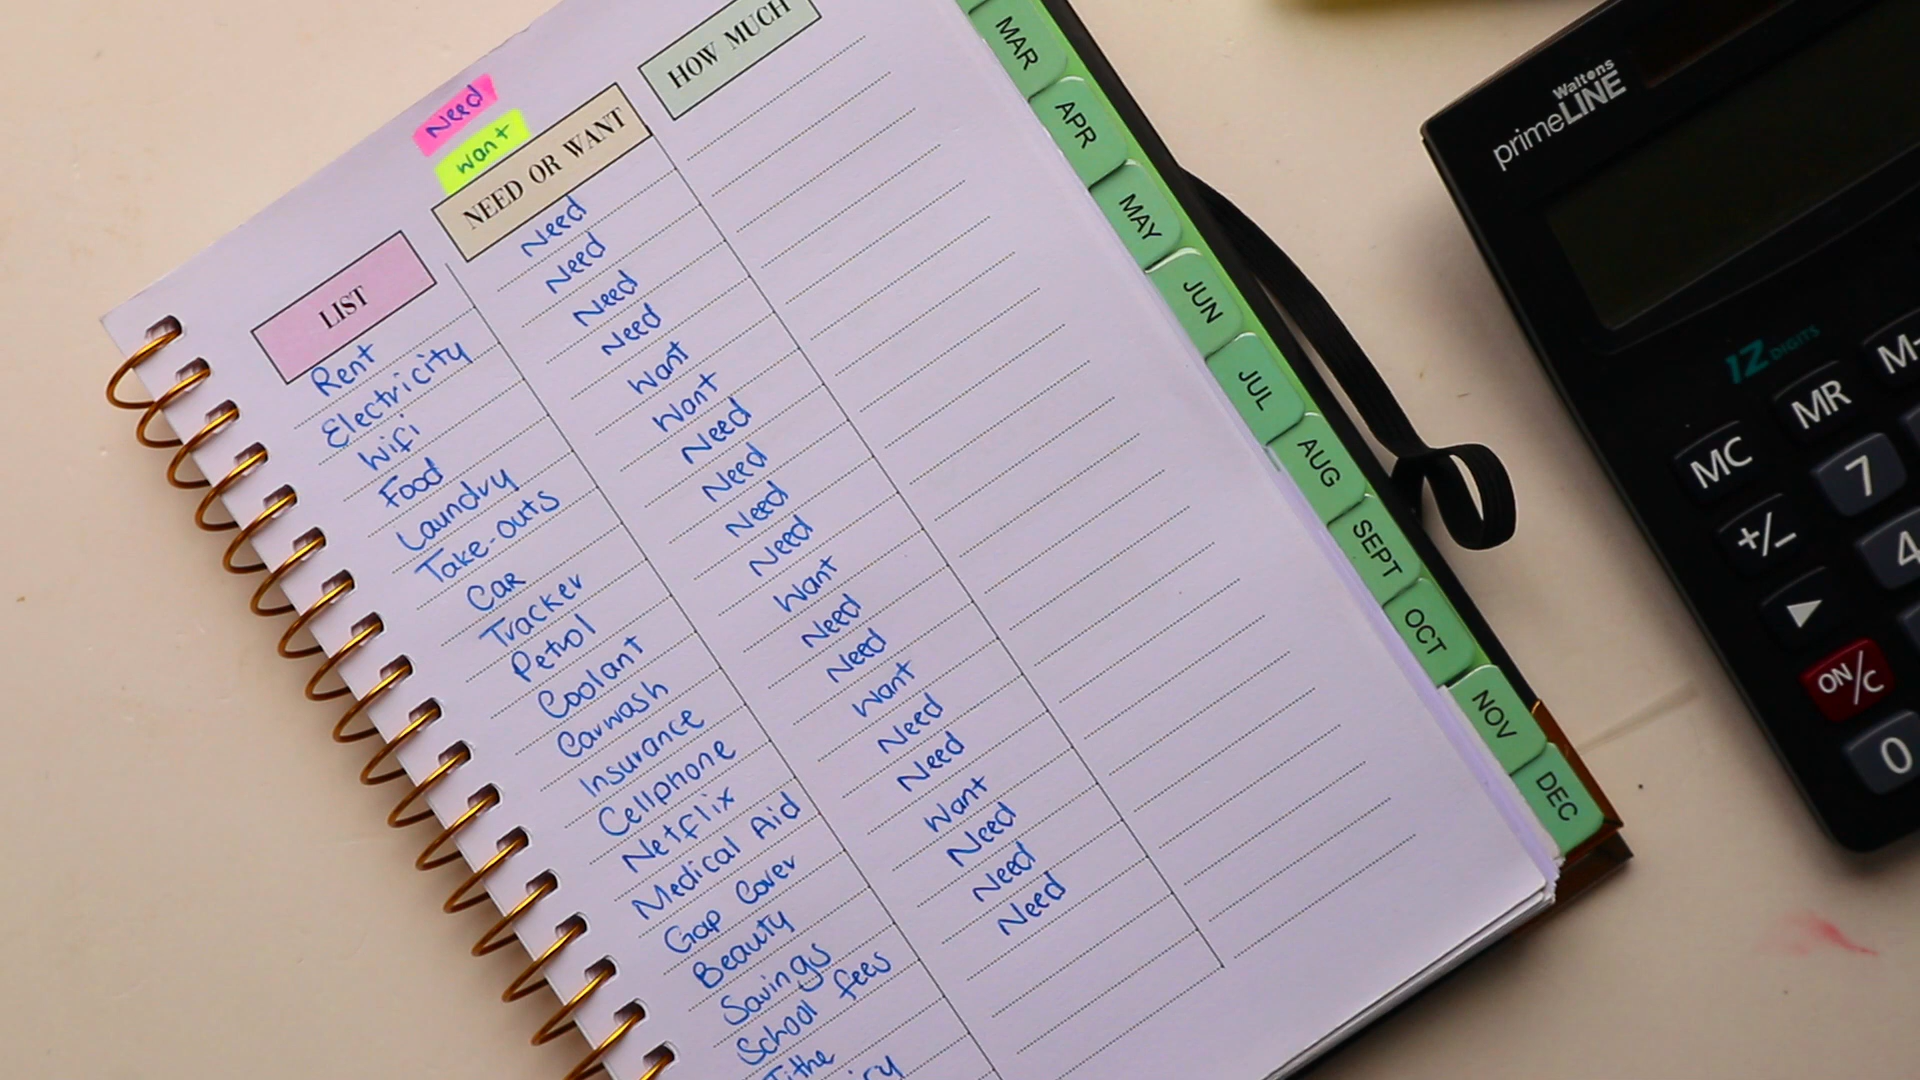 Need
Want
LIST NEED OR WANT HOW MUCH
Rent Need
Electricity Need
Wifi Need
Food Need
Laundry Want
Take-outs Want
Car Need
Tracker Need
Petrol Need
Coolant Need
Carwash Want
Insurance Need
Cellphone Need
Netflix Want
Medical Aid Need
Gap Cover Need
Beauty Want
Savings Need
School fees Need
Tithe Need
MAR
APR
MAY
JUN
JUL
AUG
SEPT
OCT
NOV
DEC
Waltons
primeLINE
12 DIGITS
MC MR M-
+/- 7
▶ 4
ON/C
0